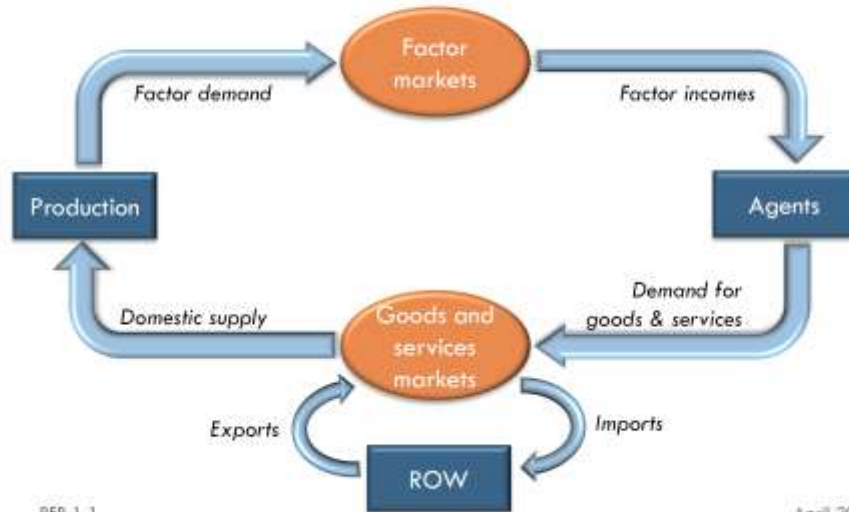 Factor
markets
Factor demand
Factor incomes
Production
Agents
Domestic supply
Goods and
services
markets
Demand for
goods & services
Exports
Imports
ROW